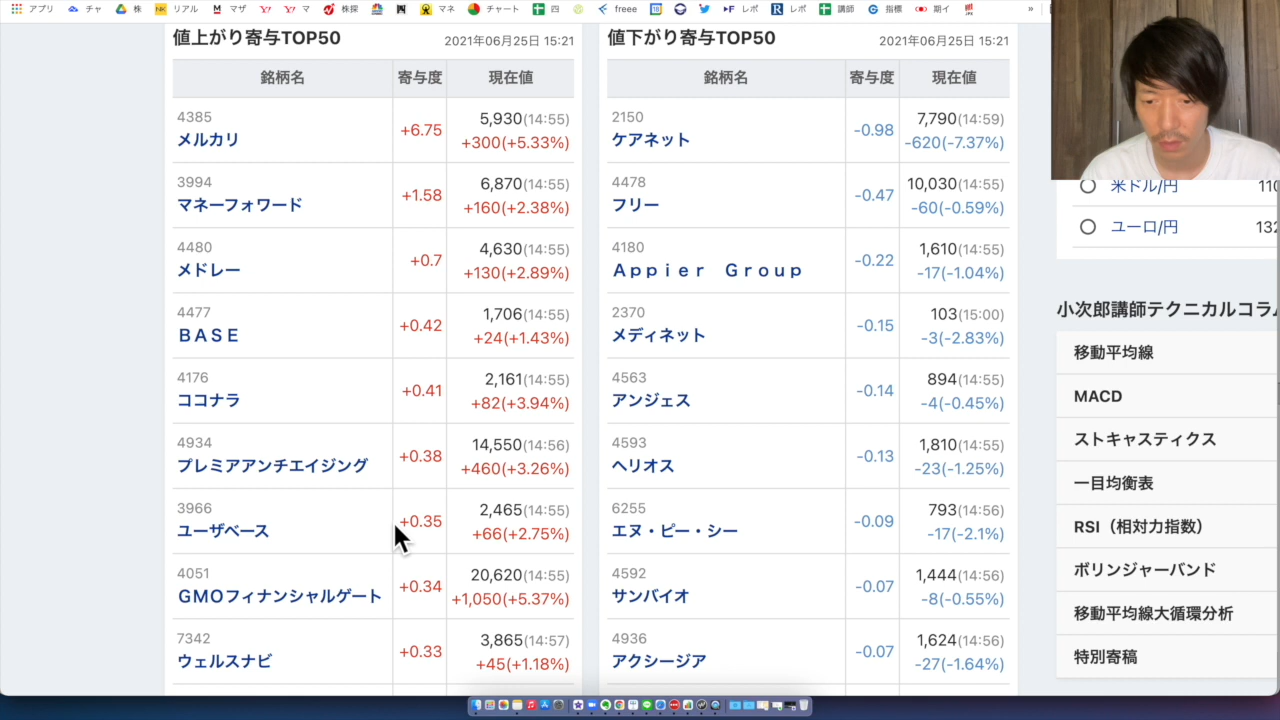 アプリ チャ 株 リアル マザ マ 株探 マネ チャート 四 freee レポ レポ 講師 指標 期イ »
値上がり寄与TOP50 2021年06月25日 15:21
銘柄名 寄与度 現在値
4385 5,930(14:55)
メルカリ +6.75 +300(+5.33%)
3994 6,870(14:55)
マネーフォワード +1.58 +160(+2.38%)
4480 4,630(14:55)
メドレー +0.7 +130(+2.89%)
4477 1,706(14:55)
ＢＡＳＥ +0.42 +24(+1.43%)
4176 2,161(14:55)
ココナラ +0.41 +82(+3.94%)
4934 14,550(14:56)
プレミアアンチエイジング +0.38 +460(+3.26%)
3966 2,465(14:55)
ユーザベース +0.35 +66(+2.75%)
4051 20,620(14:55)
ＧＭＯフィナンシャルゲート +0.34 +1,050(+5.37%)
7342 3,865(14:57)
ウェルスナビ +0.33 +45(+1.18%)
値下がり寄与TOP50 2021年06月25日 15:21
銘柄名 寄与度 現在値
2150 7,790(14:59)
ケアネット -0.98 -620(-7.37%)
4478 10,030(14:55)
フリー -0.47 -60(-0.59%)
4180 1,610(14:55)
Ａｐｐｉｅｒ　Ｇｒｏｕｐ -0.22 -17(-1.04%)
2370 103(15:00)
メディネット -0.15 -3(-2.83%)
4563 894(14:55)
アンジェス -0.14 -4(-0.45%)
4593 1,810(14:55)
ヘリオス -0.13 -23(-1.25%)
6255 793(14:56)
エヌ・ピー・シー -0.09 -17(-2.1%)
4592 1,444(14:56)
サンバイオ -0.07 -8(-0.55%)
4936 1,624(14:56)
アクシージア -0.07 -27(-1.64%)
米ドル/円 110
ユーロ/円 132
小次郎講師テクニカルコラム
移動平均線
MACD
ストキャスティクス
一目均衡表
RSI（相対力指数）
ボリンジャーバンド
移動平均線大循環分析
特別寄稿